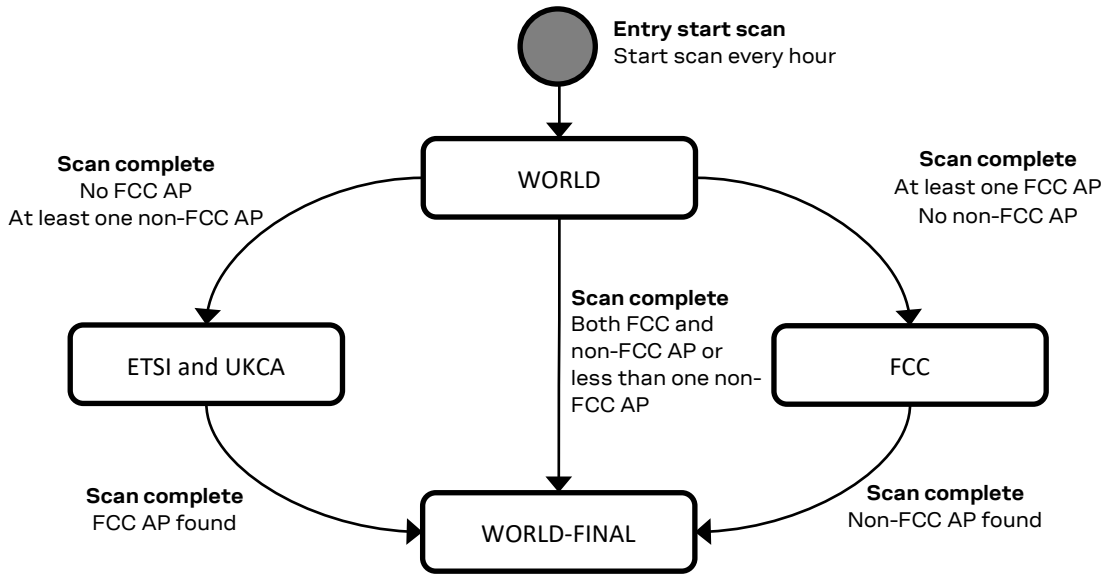 Entry start scan
Start scan every hour
WORLD
Scan complete
No FCC AP
At least one non-FCC AP
Scan complete
At least one FCC AP
No non-FCC AP
Scan complete
Both FCC and
non-FCC AP or
less than one non-
FCC AP
ETSI and UKCA
FCC
Scan complete
FCC AP found
WORLD-FINAL
Scan complete
Non-FCC AP found